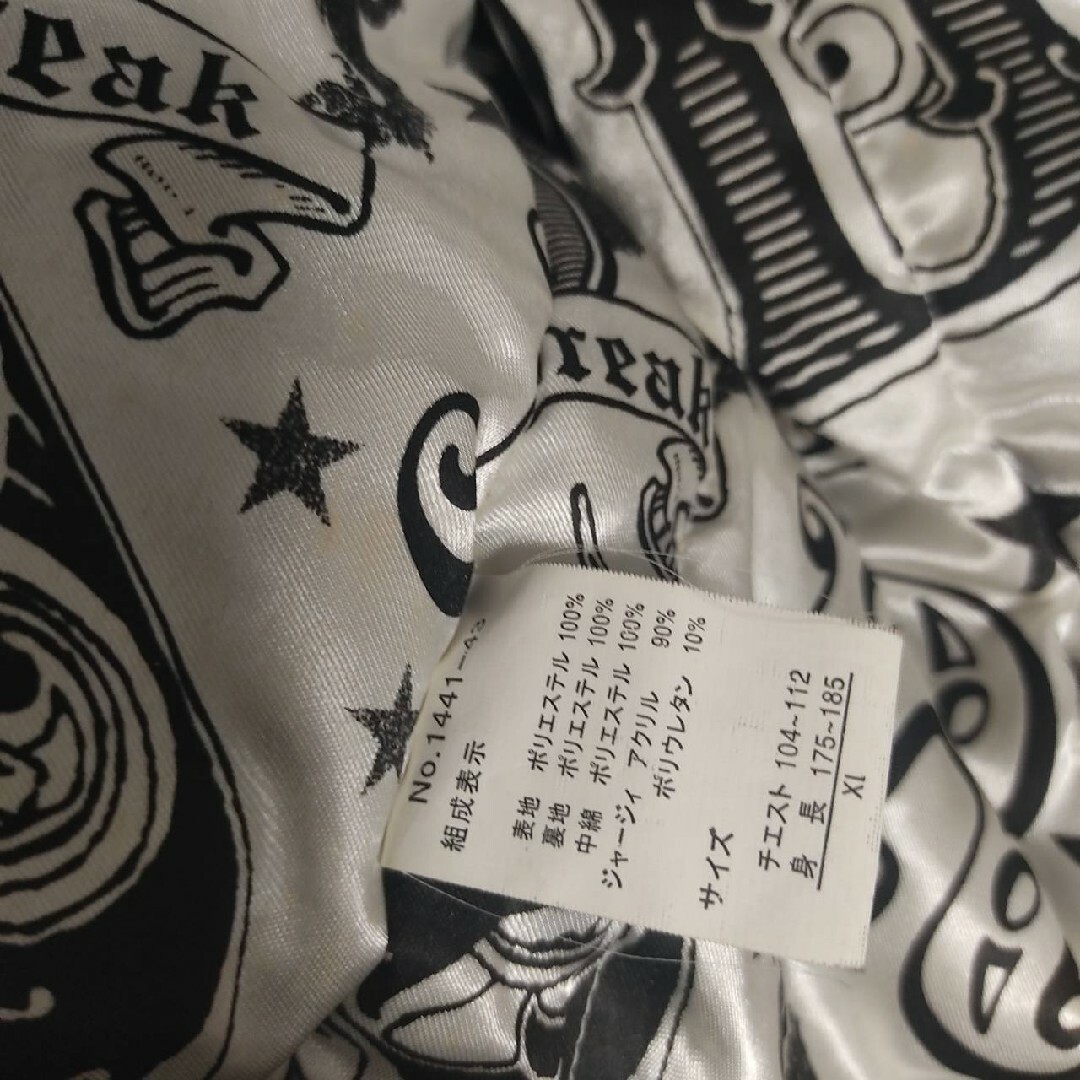 eak
reak
No.1441-43
組成表示
表地 ポリエステル 100%
裏地 ポリエステル 100%
中綿 ポリエステル 100%
ジャージィ アクリル 90%
ポリウレタン 10%
サイズ
チエスト 104~112
身長 175~185
Xl